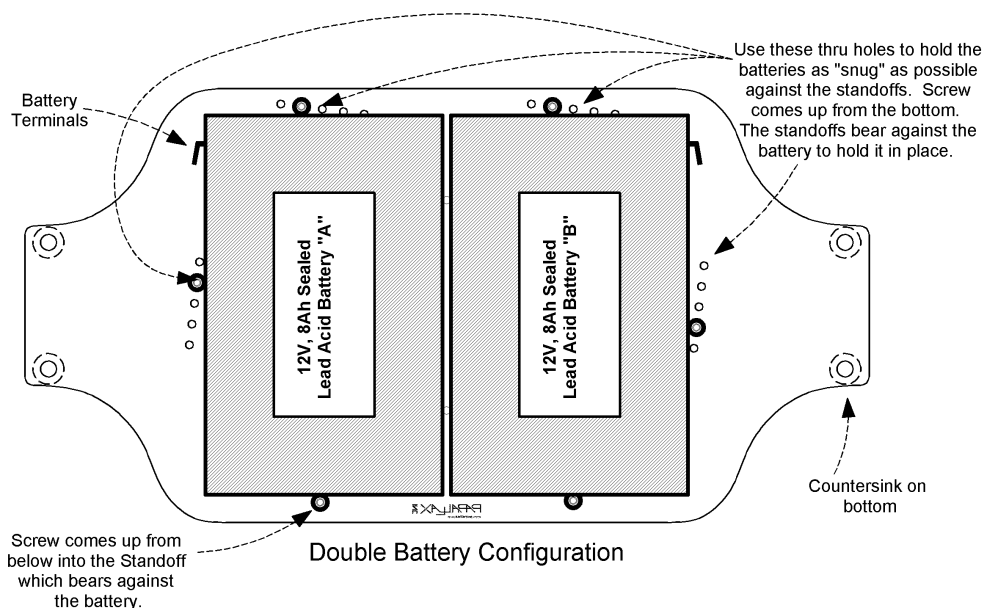 Use these thru holes to hold the
batteries as "snug" as possible
against the standoffs. Screw
comes up from the bottom.
The standoffs bear against the
battery to hold it in place.
Battery
Terminals
12V, 8Ah Sealed
Lead Acid Battery "A"
12V, 8Ah Sealed
Lead Acid Battery "B"
Countersink on
bottom
PARALLAX
Screw comes up from
below into the Standoff
which bears against
the battery.
Double Battery Configuration